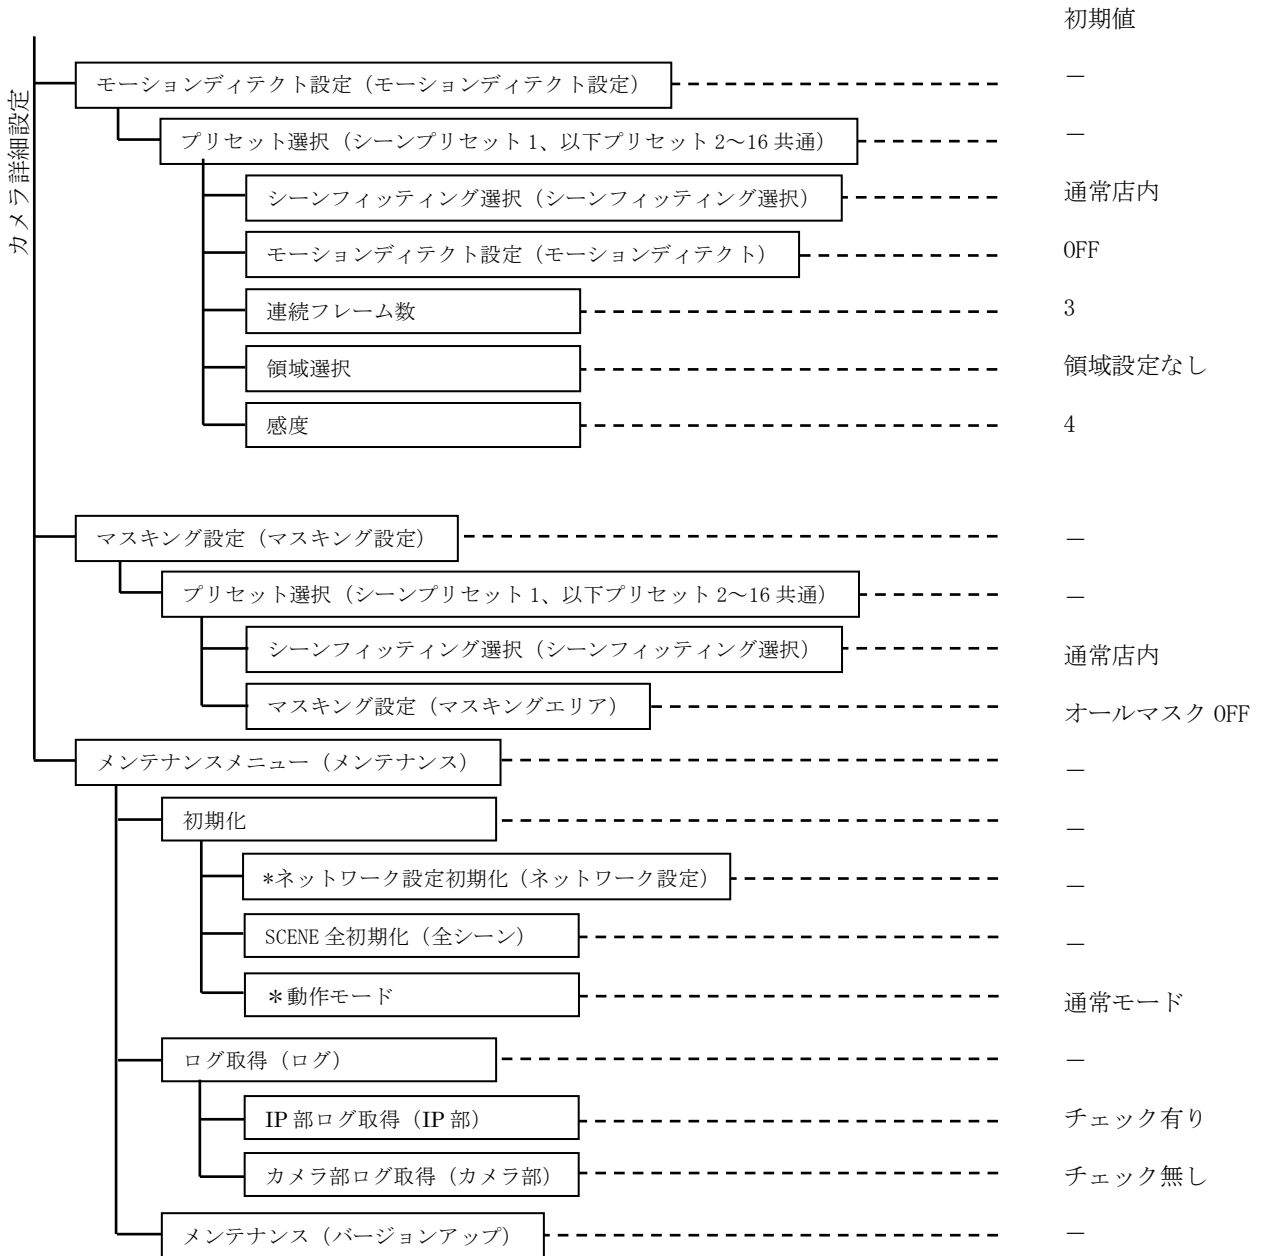 初期値
カメラ詳細設定
モーションディテクト設定（モーションディテクト設定） －
プリセット選択（シーンプリセット 1、以下プリセット 2～16 共通） －
シーンフィッティング選択（シーンフィッティング選択） 通常店内
モーションディテクト設定（モーションディテクト） OFF
連続フレーム数 3
領域選択 領域設定なし
感度 4
マスキング設定（マスキング設定） －
プリセット選択（シーンプリセット 1、以下プリセット 2～16 共通） －
シーンフィッティング選択（シーンフィッティング選択） 通常店内
マスキング設定（マスキングエリア） オールマスク OFF
メンテナンスメニュー（メンテナンス） －
初期化 －
*ネットワーク設定初期化（ネットワーク設定） －
SCENE 全初期化（全シーン） －
＊動作モード 通常モード
ログ取得（ログ） －
IP 部ログ取得（IP 部） チェック有り
カメラ部ログ取得（カメラ部） チェック無し
メンテナンス（バージョンアップ） －